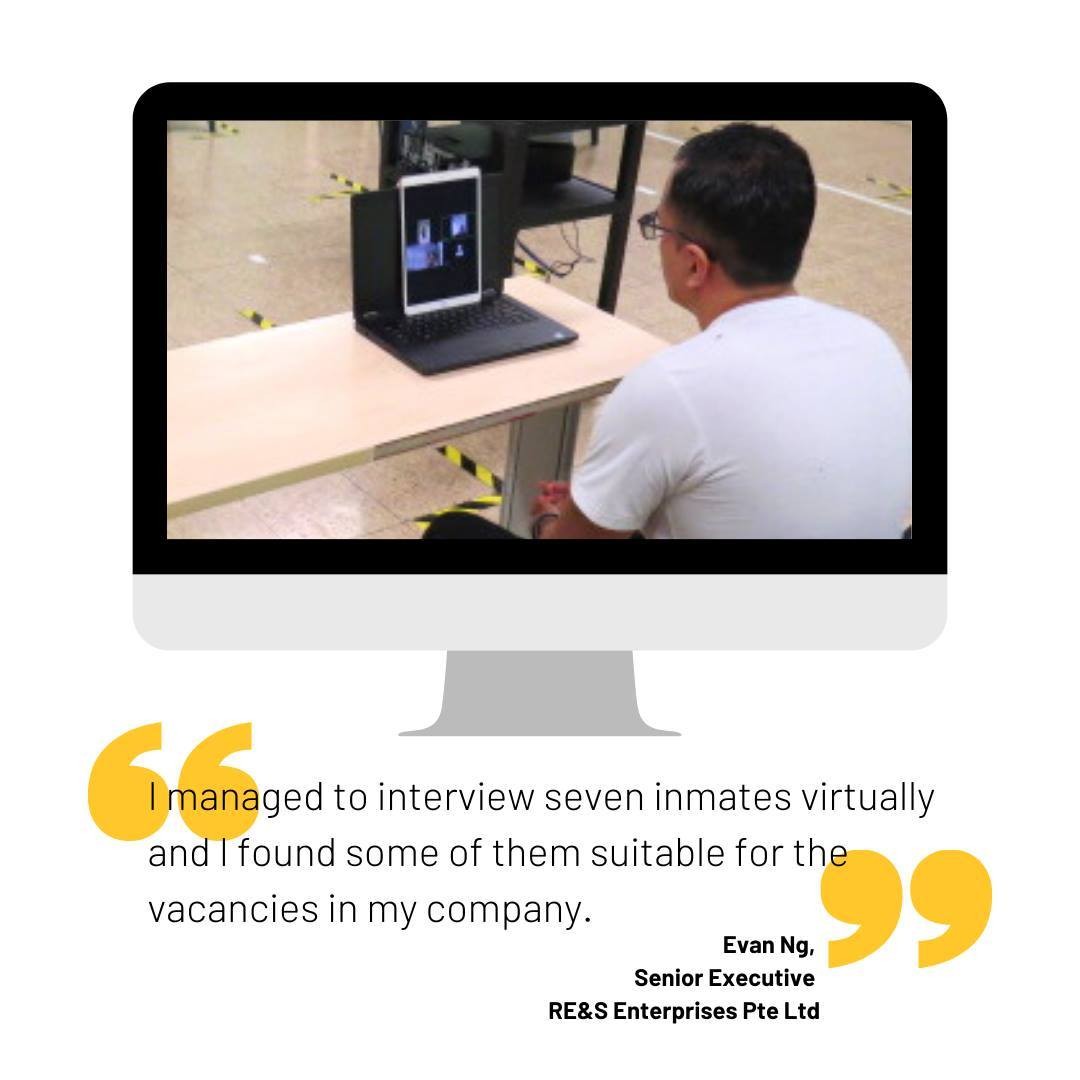 I managed to interview seven inmates virtually
and I found some of them suitable for the
vacancies in my company.
Evan Ng,
Senior Executive
RE&S Enterprises Pte Ltd